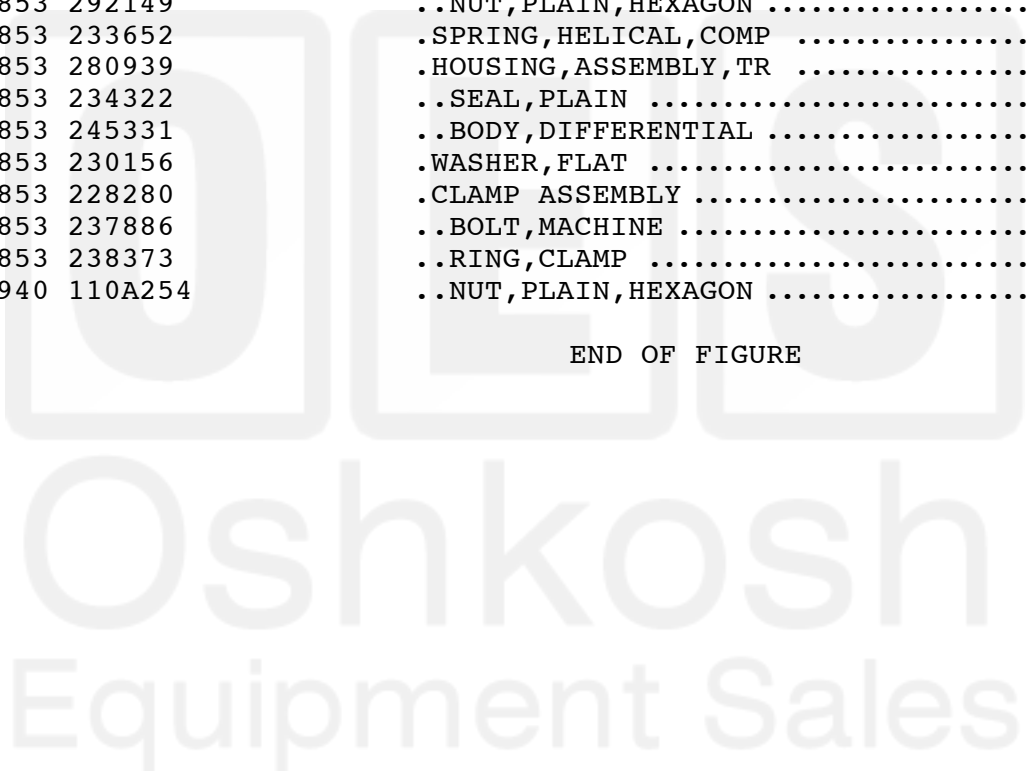 853 292149 ..NUT,PLAIN,HEXAGON ..................
853 233652 .SPRING,HELICAL,COMP ................
853 280939 .HOUSING,ASSEMBLY,TR ................
853 234322 ..SEAL,PLAIN ..........................
853 245331 ..BODY,DIFFERENTIAL ..................
853 230156 .WASHER,FLAT ..........................
853 228280 .CLAMP ASSEMBLY .......................
853 237886 ..BOLT,MACHINE ........................
853 238373 ..RING,CLAMP ..........................
940 110A254 ..NUT,PLAIN,HEXAGON ..................
END OF FIGURE
OES
Oshkosh
Equipment Sales